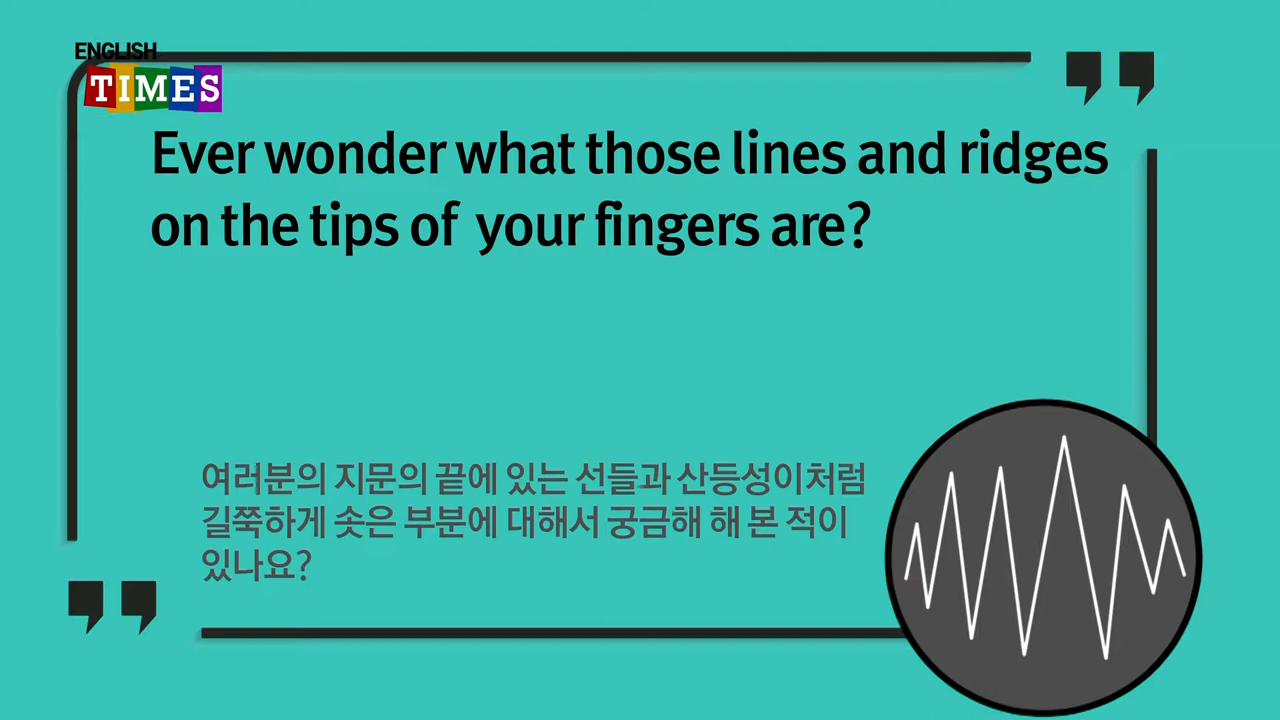 ENGLISH
TIMES
Ever wonder what those lines and ridges
on the tips of your fingers are?
여러분의 지문의 끝에 있는 선들과 산등성이처럼
길쭉하게 솟은 부분에 대해서 궁금해 해 본 적이
있나요?